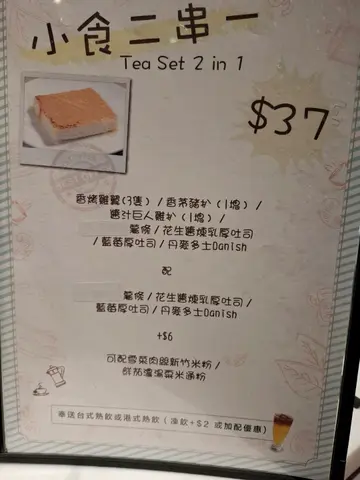 小食二串一
Tea Set 2 in 1
$37
香烤雞翼(3隻) / 香茅豬扒 (1塊) /
醬汁巨人雞扒 (1塊) /
薯條 / 花生醬煉乳厚吐司
/ 藍莓厚吐司 / 丹麥多士Danish
配
薯條 / 花生醬煉乳厚吐司 /
藍莓厚吐司 / 丹麥多士Danish
+$6
可配雪菜肉絲新竹米粉 /
鮮茄濃湯粟米通粉
奉送台式熱飲或港式熱飲 ( 凍飲+$2 或加配優惠)